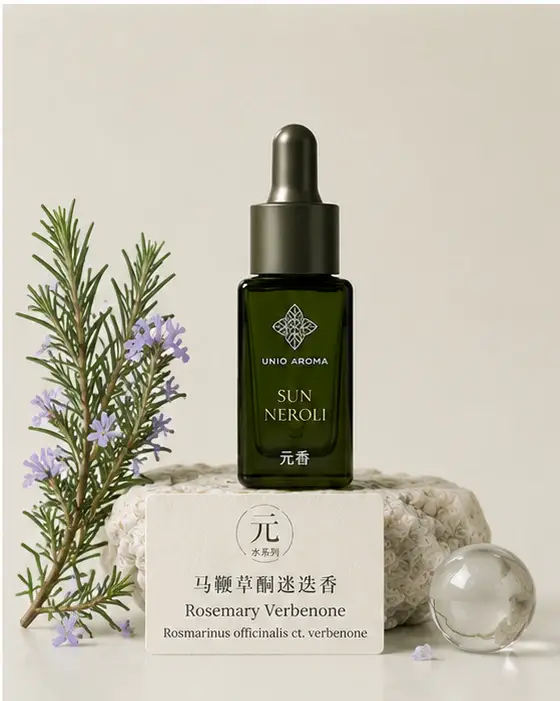 UNIO AROMA
SUN
NEROLI
元香
元
水系列
马鞭草酮迷迭香
Rosemary Verbenone
Rosmarinus officinalis ct. verbenone